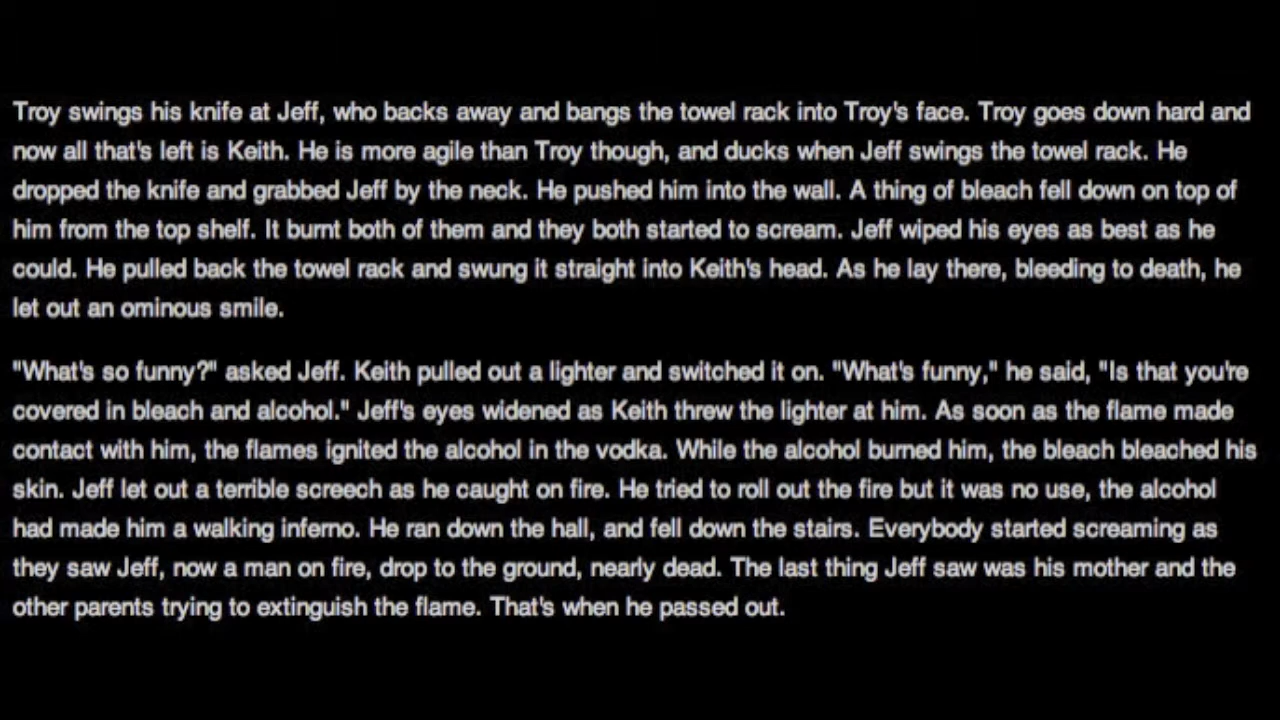 Troy swings his knife at Jeff, who backs away and bangs the towel rack into Troy's face. Troy goes down hard and
now all that's left is Keith. He is more agile than Troy though, and ducks when Jeff swings the towel rack. He
dropped the knife and grabbed Jeff by the neck. He pushed him into the wall. A thing of bleach fell down on top of
him from the top shelf. It burnt both of them and they both started to scream. Jeff wiped his eyes as best as he
could. He pulled back the towel rack and swung it straight into Keith's head. As he lay there, bleeding to death, he
let out an ominous smile.
"What's so funny?" asked Jeff. Keith pulled out a lighter and switched it on. "What's funny," he said, "Is that you're
covered in bleach and alcohol." Jeff's eyes widened as Keith threw the lighter at him. As soon as the flame made
contact with him, the flames ignited the alcohol in the vodka. While the alcohol burned him, the bleach bleached his
skin. Jeff let out a terrible screech as he caught on fire. He tried to roll out the fire but it was no use, the alcohol
had made him a walking inferno. He ran down the hall, and fell down the stairs. Everybody started screaming as
they saw Jeff, now a man on fire, drop to the ground, nearly dead. The last thing Jeff saw was his mother and the
other parents trying to extinguish the flame. That's when he passed out.